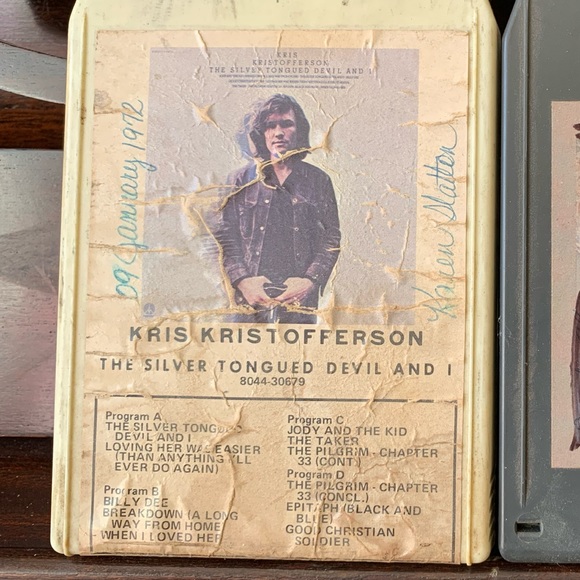 KRIS
KRISTOFFERSON
THE SILVER TONGUED DEVIL AND I
09 January 1972
Karen Slatton
KRIS KRISTOFFERSON
THE SILVER TONGUED DEVIL AND I
8044-30679
Program A
THE SILVER TONGUED
DEVIL AND I
LOVING HER WAS EASIER
(THAN ANYTHING I'LL
EVER DO AGAIN)
Program B
BILLY DEE
BREAKDOWN (A LONG
WAY FROM HOME
WHEN I LOVED HER
Program C
JODY AND THE KID
THE TAKER
THE PILGRIM - CHAPTER
33 (CONT.)
Program D
THE PILGRIM - CHAPTER
33 (CONCL.)
EPITAPH (BLACK AND
BLUE)
GOOD CHRISTIAN
SOLDIER